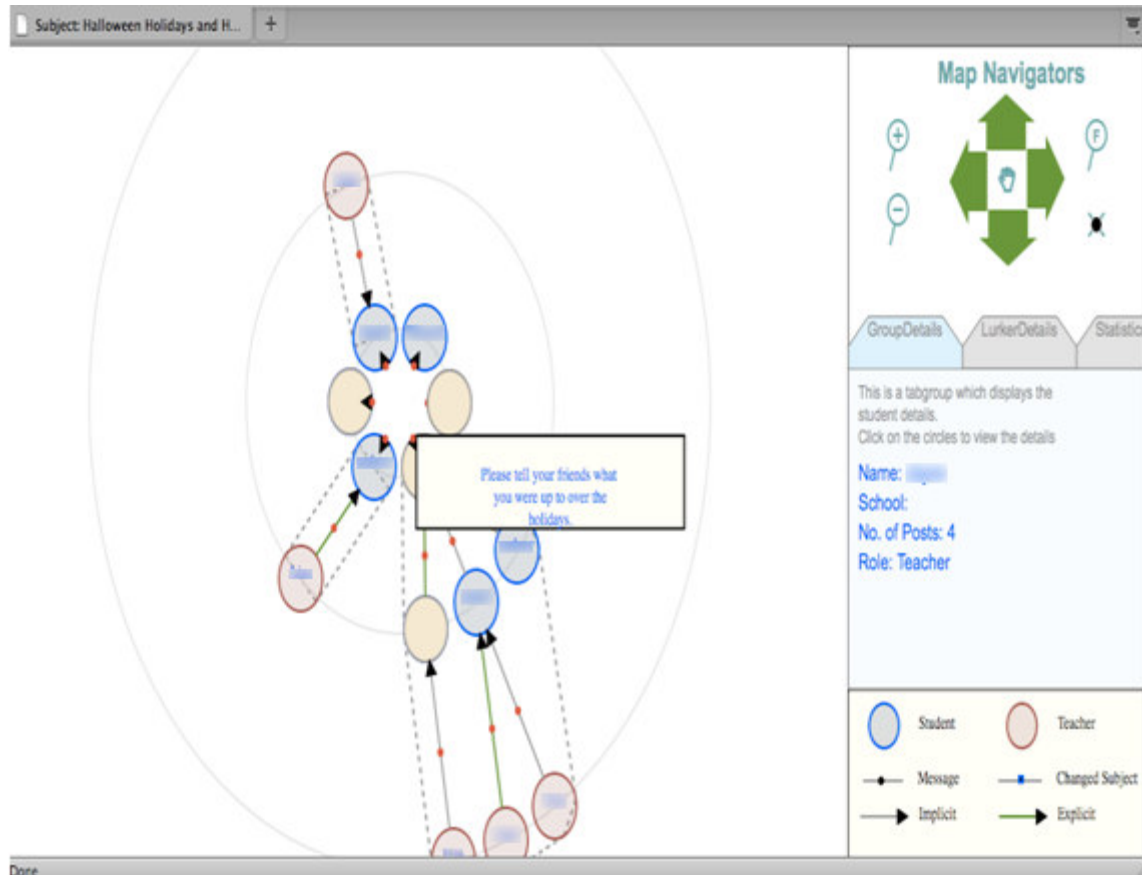 Subject: Halloween Holidays and H...
+
Map Navigators
+
F
−
GroupDetails
LurkerDetails
Statistic
This is a tabgroup which displays the
student details.
Click on the circles to view the details
Name:
School:
No. of Posts: 4
Role: Teacher
Please tell your friends what
you were up to over the
holidays.
Student
Teacher
Message
Changed Subject
Implicit
Explicit
Done